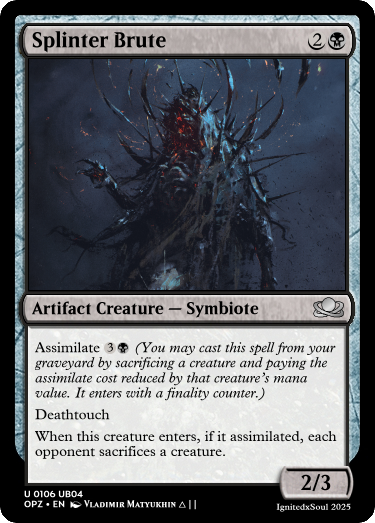 Splinter Brute 2
Artifact Creature — Symbiote
Assimilate 3 (You may cast this spell from your
graveyard by sacrificing a creature and paying the
assimilate cost reduced by that creature's mana
value. It enters with a finality counter.)
Deathtouch
When this creature enters, if it assimilated, each
opponent sacrifices a creature.
2/3
U 0106 UB04
OPZ • EN Vladimir Matyukhin △ | |
IgnitedxSoul 2025